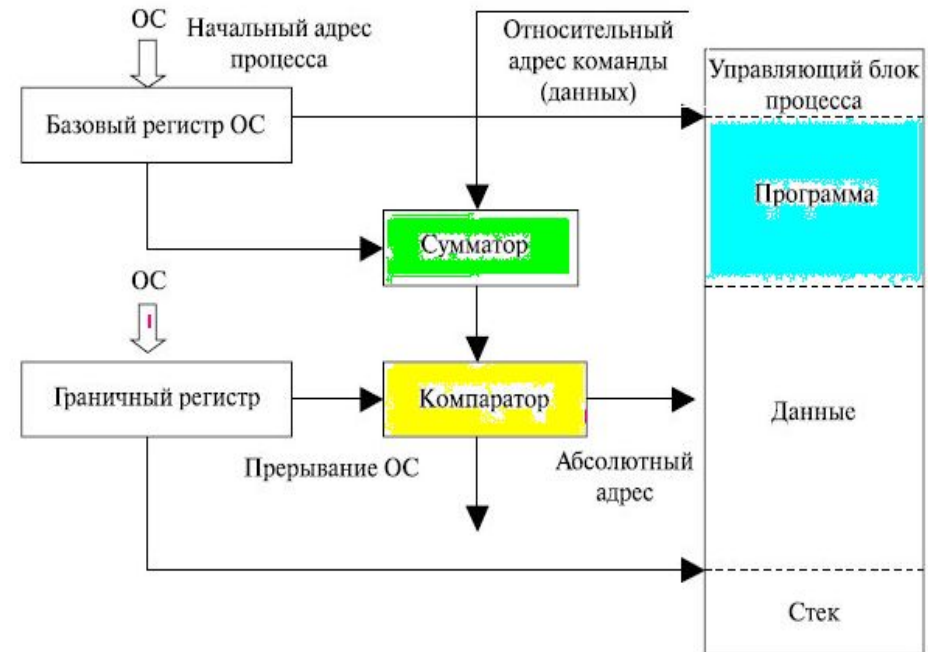 ОС
Начальный адрес
процесса
Относительный
адрес команды
(данных)
Управляющий блок
процесса
Базовый регистр ОС
Программа
Сумматор
ОС
Граничный регистр
Компаратор
Данные
Прерывание ОС
Абсолютный
адрес
Стек